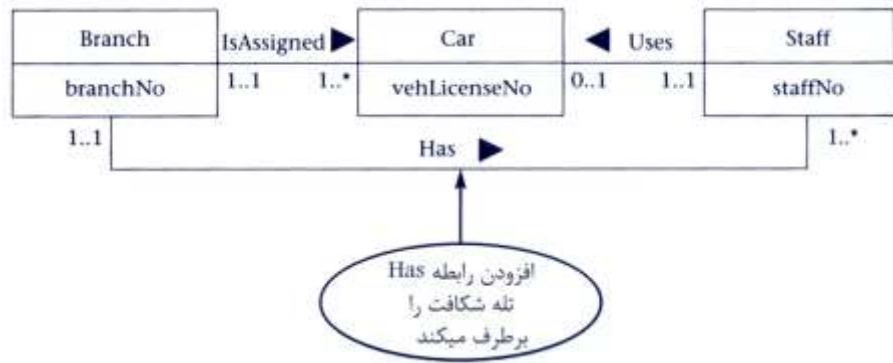 Branch IsAssigned ▶ Car ◀ Uses Staff
branchNo 1..1 1..* vehLicenseNo 0..1 1..1 staffNo
1..1 Has ▶ 1..*
افزودن رابطه Has
تله شکافت را
برطرف میکند